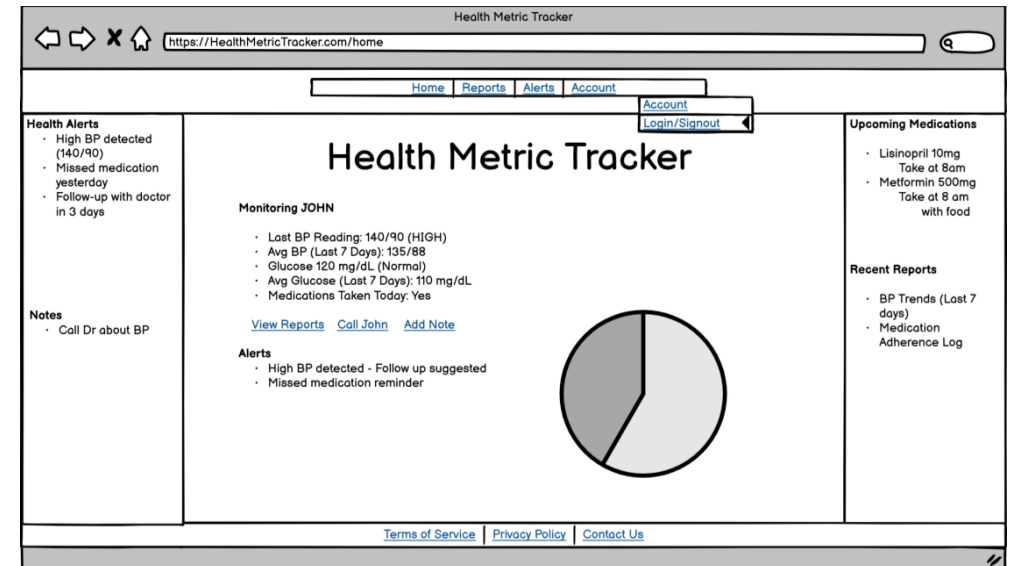 Health Metric Tracker
https://HealthMetricTracker.com/home
Home Reports Alerts Account
Account
Login/Signout
Health Alerts
· High BP detected
(140/90)
· Missed medication
yesterday
· Follow-up with doctor
in 3 days
Notes
· Call Dr about BP
Health Metric Tracker
Monitoring JOHN
· Last BP Reading: 140/90 (HIGH)
· Avg BP (Last 7 Days): 135/88
· Glucose 120 mg/dL (Normal)
· Avg Glucose (Last 7 Days): 110 mg/dL
· Medications Taken Today: Yes
View Reports Call John Add Note
Alerts
· High BP detected - Follow up suggested
· Missed medication reminder
Upcoming Medications
· Lisinopril 10mg
Take at 8am
· Metformin 500mg
Take at 8 am
with food
Recent Reports
· BP Trends (Last 7
days)
· Medication
Adherence Log
Terms of Service Privacy Policy Contact Us